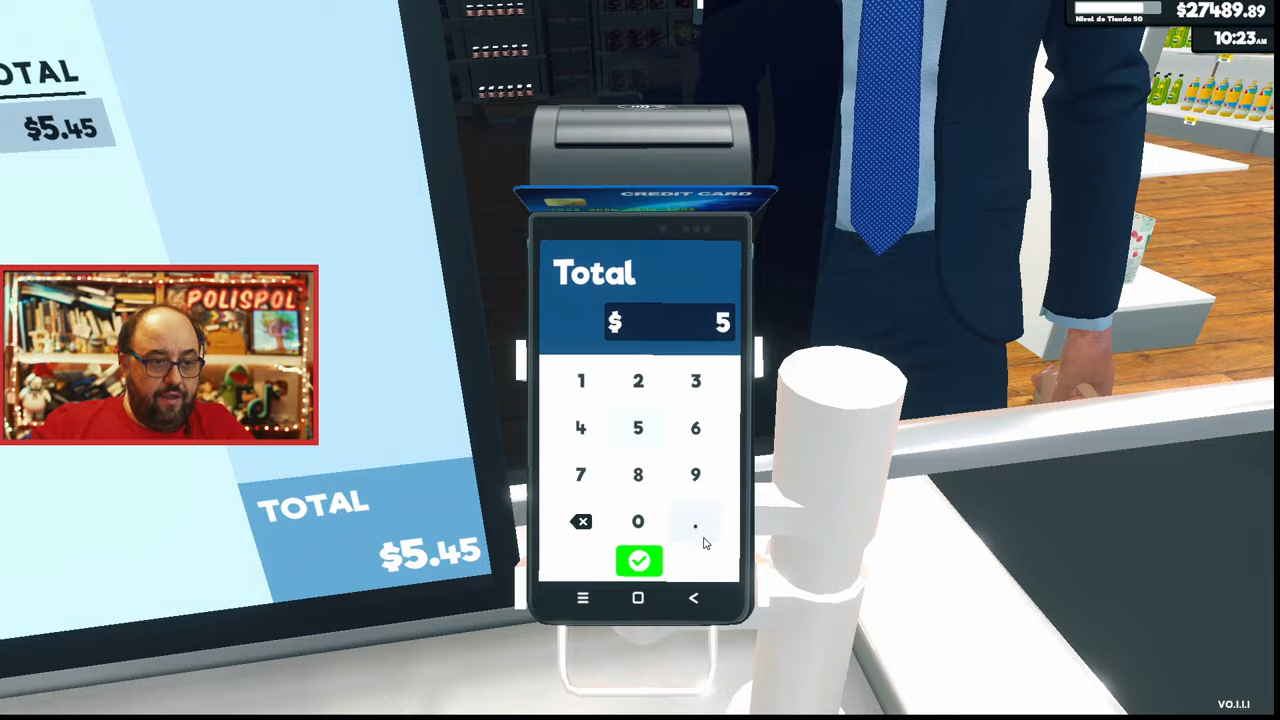 $27489.89
Nivel de Tienda 50
10:23AM
OTAL
$5.45
CREDIT CARD
Total
$ 5
POLISPOL
1 2 3
4 5 6
7 8 9
0 .
TOTAL
$5.45
V0.1.1.1